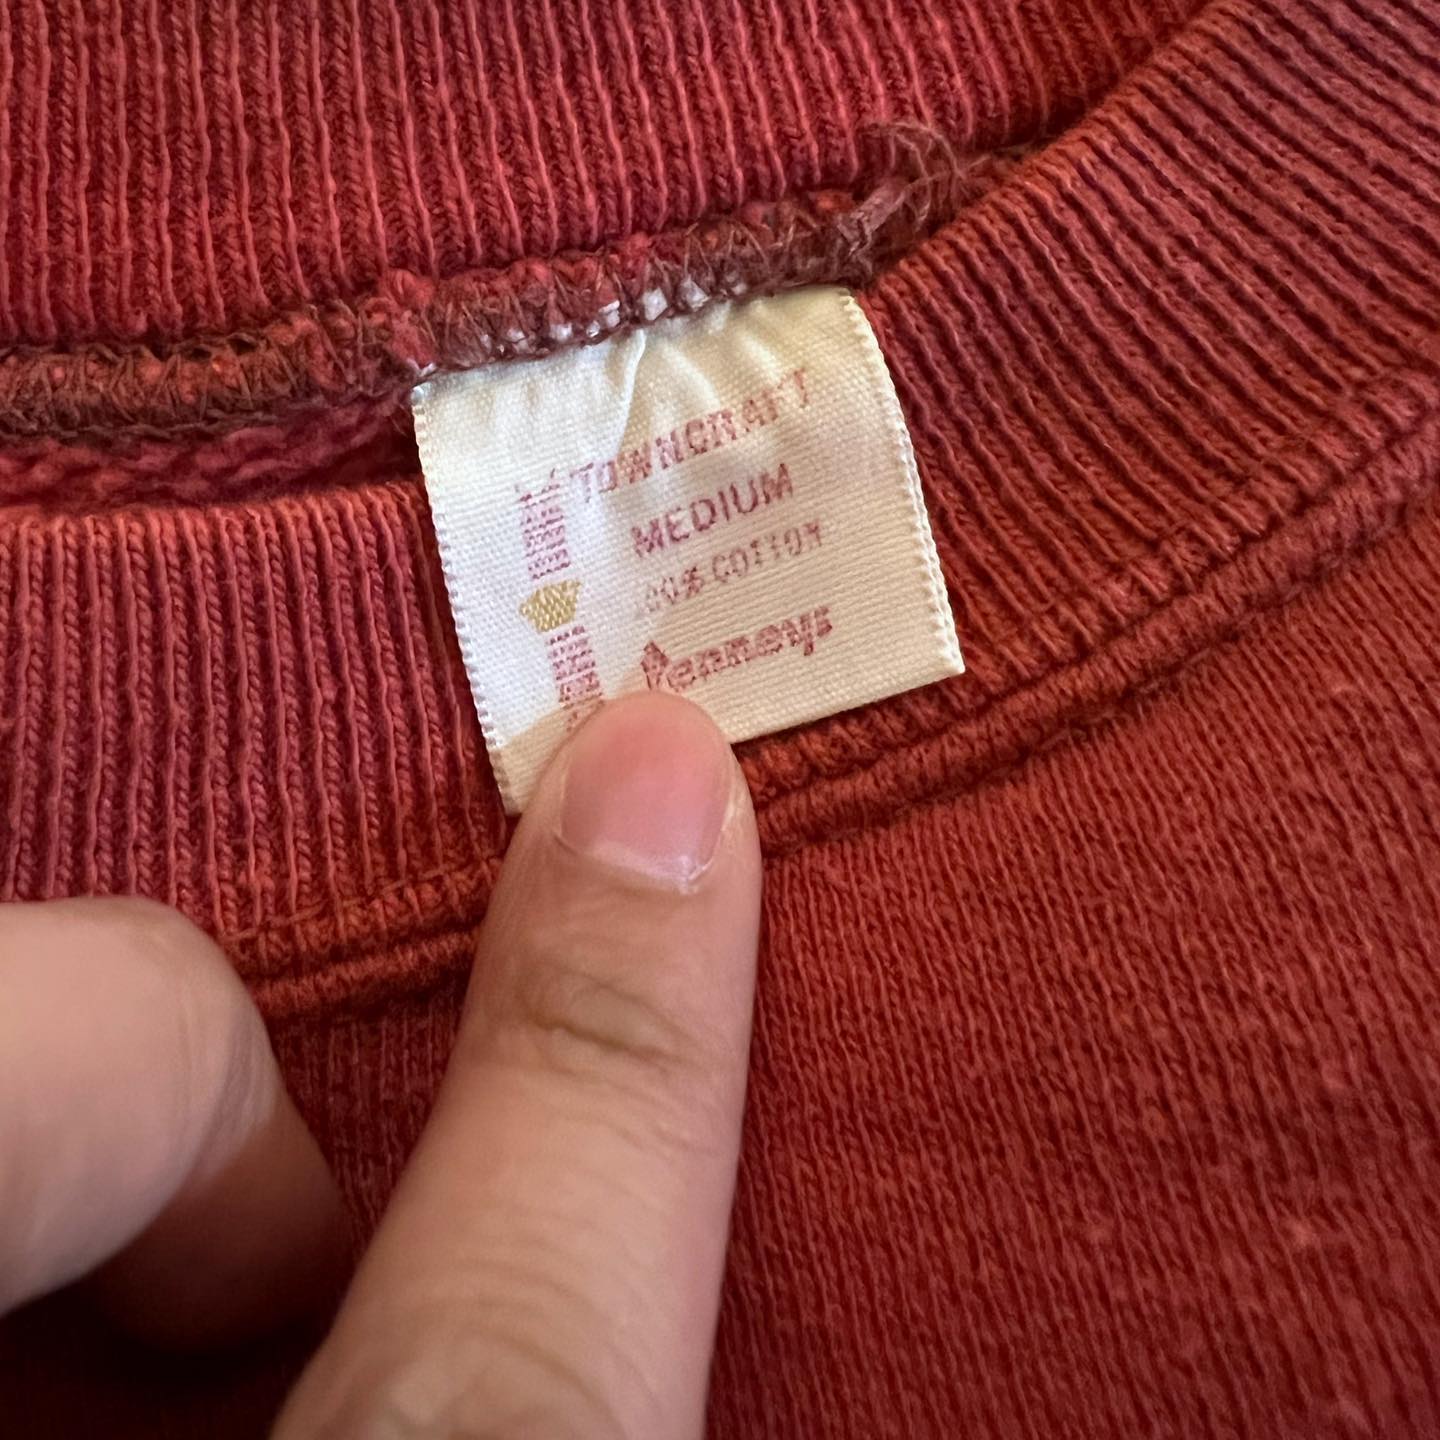 TOWNCRAFT
MEDIUM
100% COTTON
Penneys